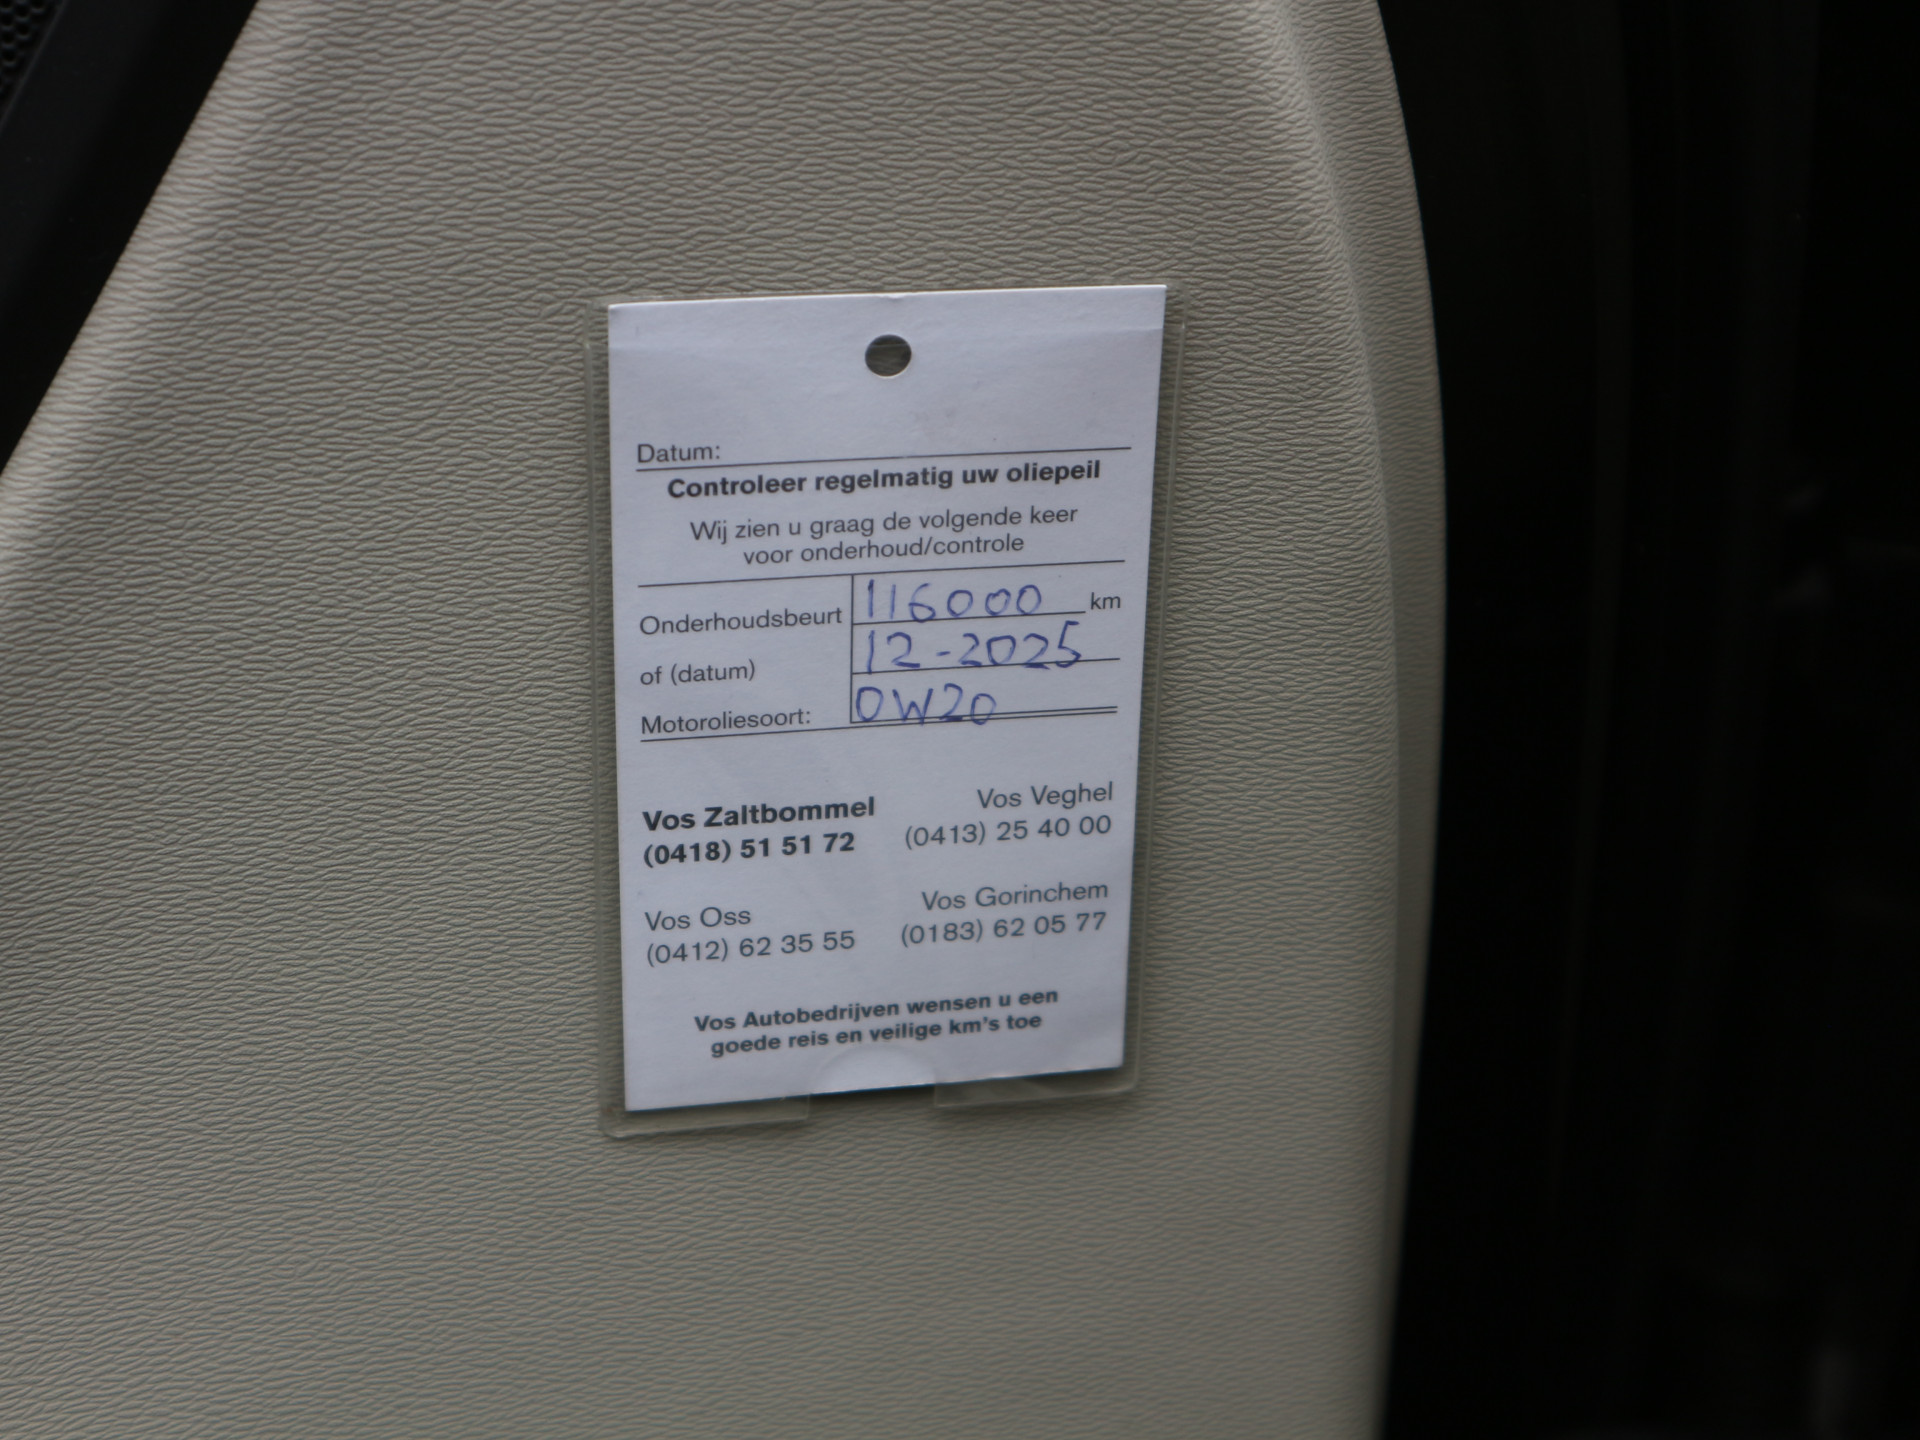 Datum:
Controleer regelmatig uw oliepeil
Wij zien u graag de volgende keer
voor onderhoud/controle
Onderhoudsbeurt 116000 km
of (datum) 12-2025
Motoroliesoort: 0W20
Vos Zaltbommel
(0418) 51 51 72
Vos Veghel
(0413) 25 40 00
Vos Oss
(0412) 62 35 55
Vos Gorinchem
(0183) 62 05 77
Vos Autobedrijven wensen u een
goede reis en veilige km's toe